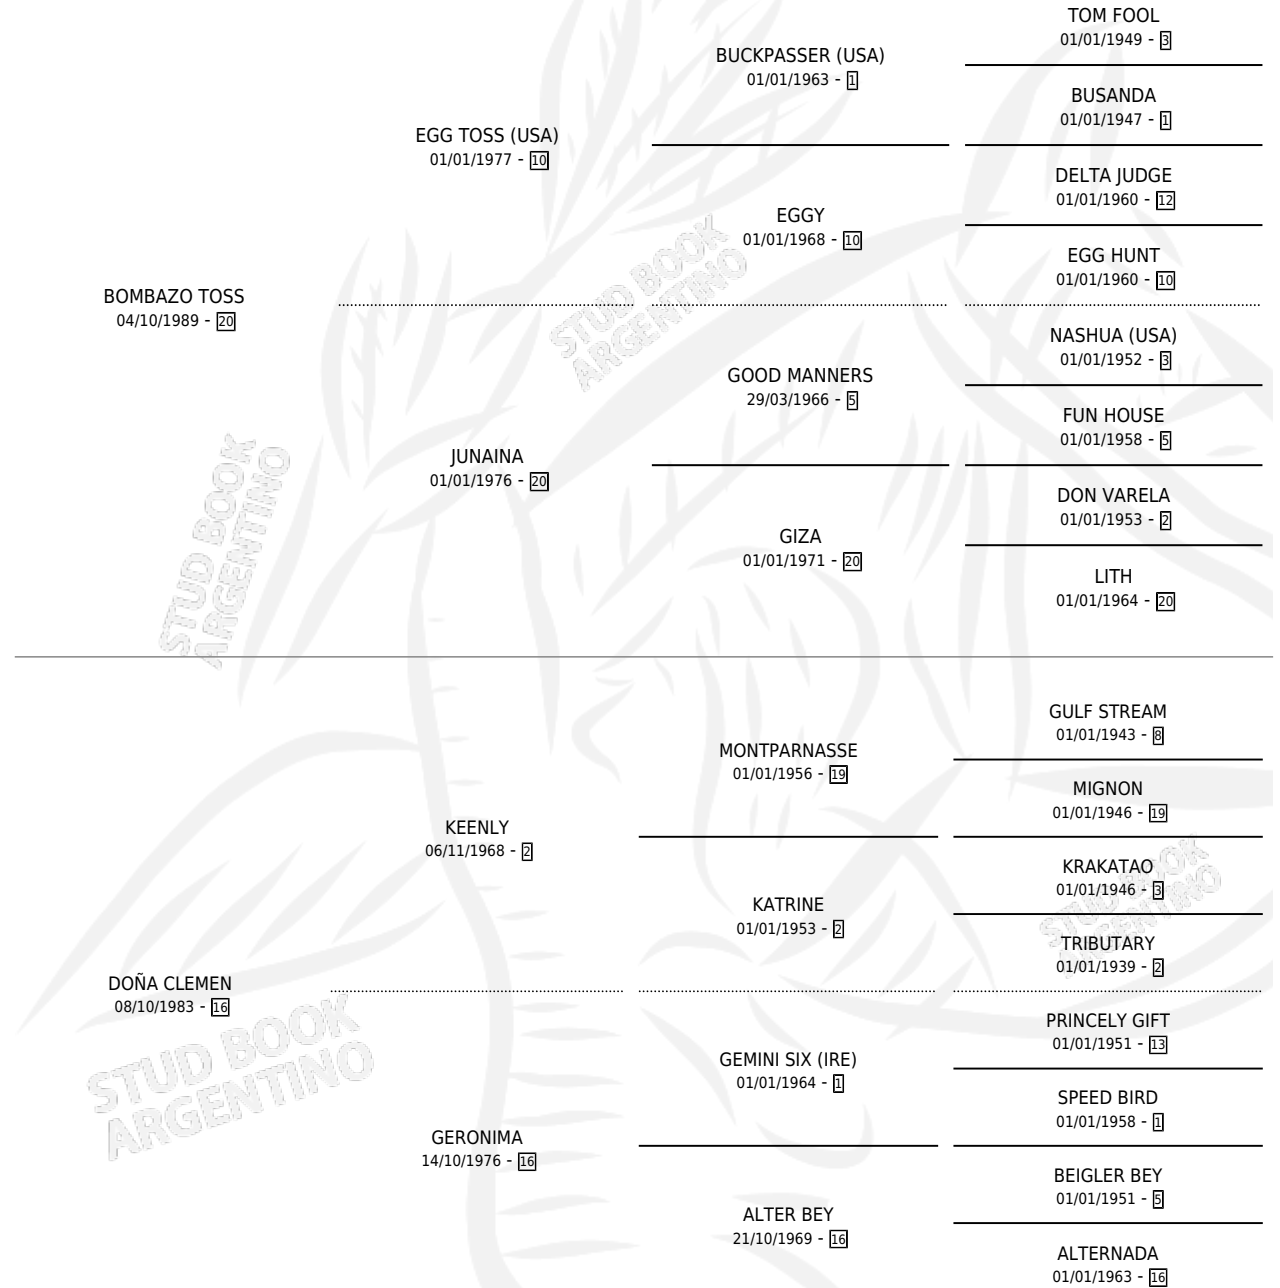 TOM FOOL
01/01/1949 - 3
BUCKPASSER (USA)
01/01/1963 - 1
BUSANDA
01/01/1947 - 1
EGG TOSS (USA)
01/01/1977 - 10
DELTA JUDGE
01/01/1960 - 12
EGGY
01/01/1968 - 10
EGG HUNT
01/01/1960 - 10
BOMBAZO TOSS
04/10/1989 - 20
NASHUA (USA)
01/01/1952 - 3
GOOD MANNERS
29/03/1966 - 5
FUN HOUSE
01/01/1958 - 5
JUNAINA
01/01/1976 - 20
DON VARELA
01/01/1953 - 2
GIZA
01/01/1971 - 20
LITH
01/01/1964 - 20
STUD BOOK
ARGENTINO
STUD BOOK
ARGENTINO
GULF STREAM
01/01/1943 - 8
MONTPARNASSE
01/01/1956 - 19
MIGNON
01/01/1946 - 19
KEENLY
06/11/1968 - 2
KRAKATAO
01/01/1946 - 3
KATRINE
01/01/1953 - 2
TRIBUTARY
01/01/1939 - 2
DOÑA CLEMEN
08/10/1983 - 16
PRINCELY GIFT
01/01/1951 - 13
GEMINI SIX (IRE)
01/01/1964 - 1
SPEED BIRD
01/01/1958 - 1
GERONIMA
14/10/1976 - 16
BEIGLER BEY
01/01/1951 - 5
ALTER BEY
21/10/1969 - 16
ALTERNADA
01/01/1963 - 16
STUD BOOK
ARGENTINO
STUD BOOK
ARGENTINO